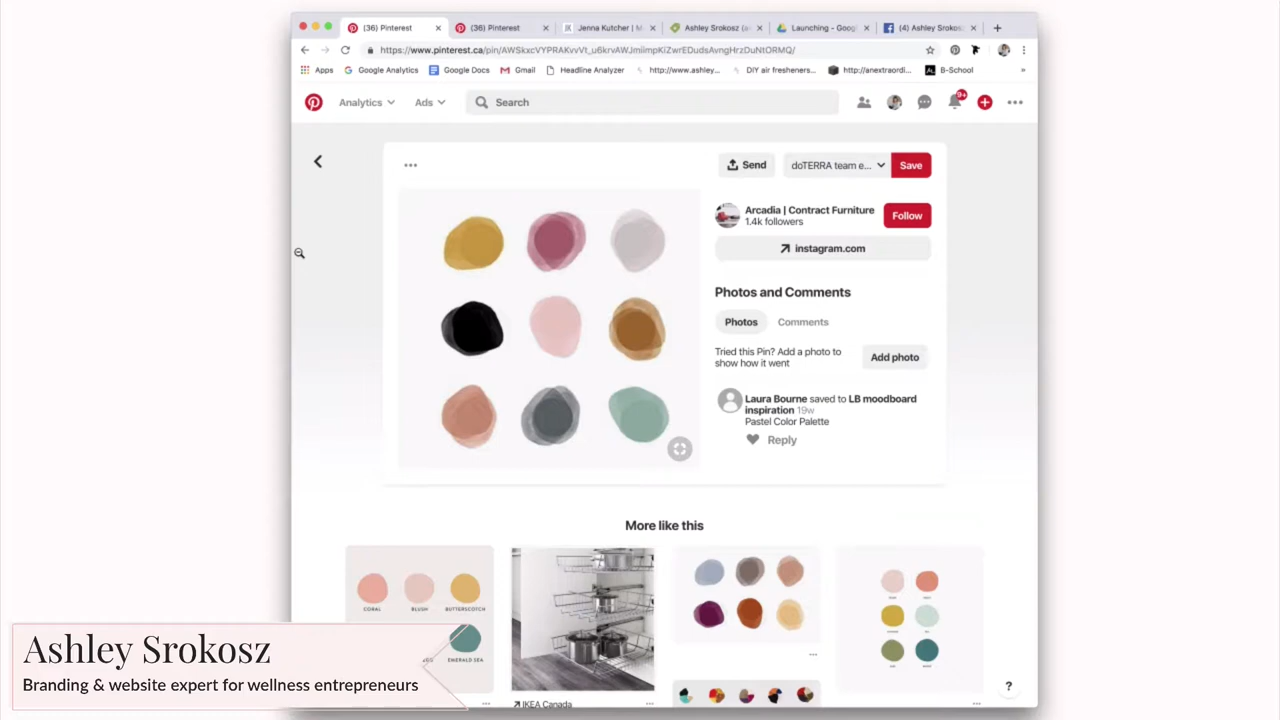 (36) Pinterest
(36) Pinterest
Jenna Kutcher | M...
Ashley Srokosz (a
Launching - Goog
(4) Ashley Sroko
https://www.pinterest.ca/pin/
Apps
Google Analytics
Google Docs
Gmail
Headline Analyzer
http://www.ashley...
DIY air fresheners...
http://anextraordi...
B-School
»
Analytics
Ads
Search
9+
Send
doTERRA team e...
Save
Arcadia | Contract Furniture
1.4k followers
Follow
instagram.com
Photos and Comments
Photos
Comments
Tried this Pin? Add a photo to
show how it went
Add photo
Laura Bourne saved to LB moodboard
inspiration 19w
Pastel Color Palette
Reply
More like this
CORAL
BLUSH
BUTTERSCOTCH
EMERALD SEA
IKEA Canada
?
Ashley Srokosz
Branding & website expert for wellness entrepreneurs